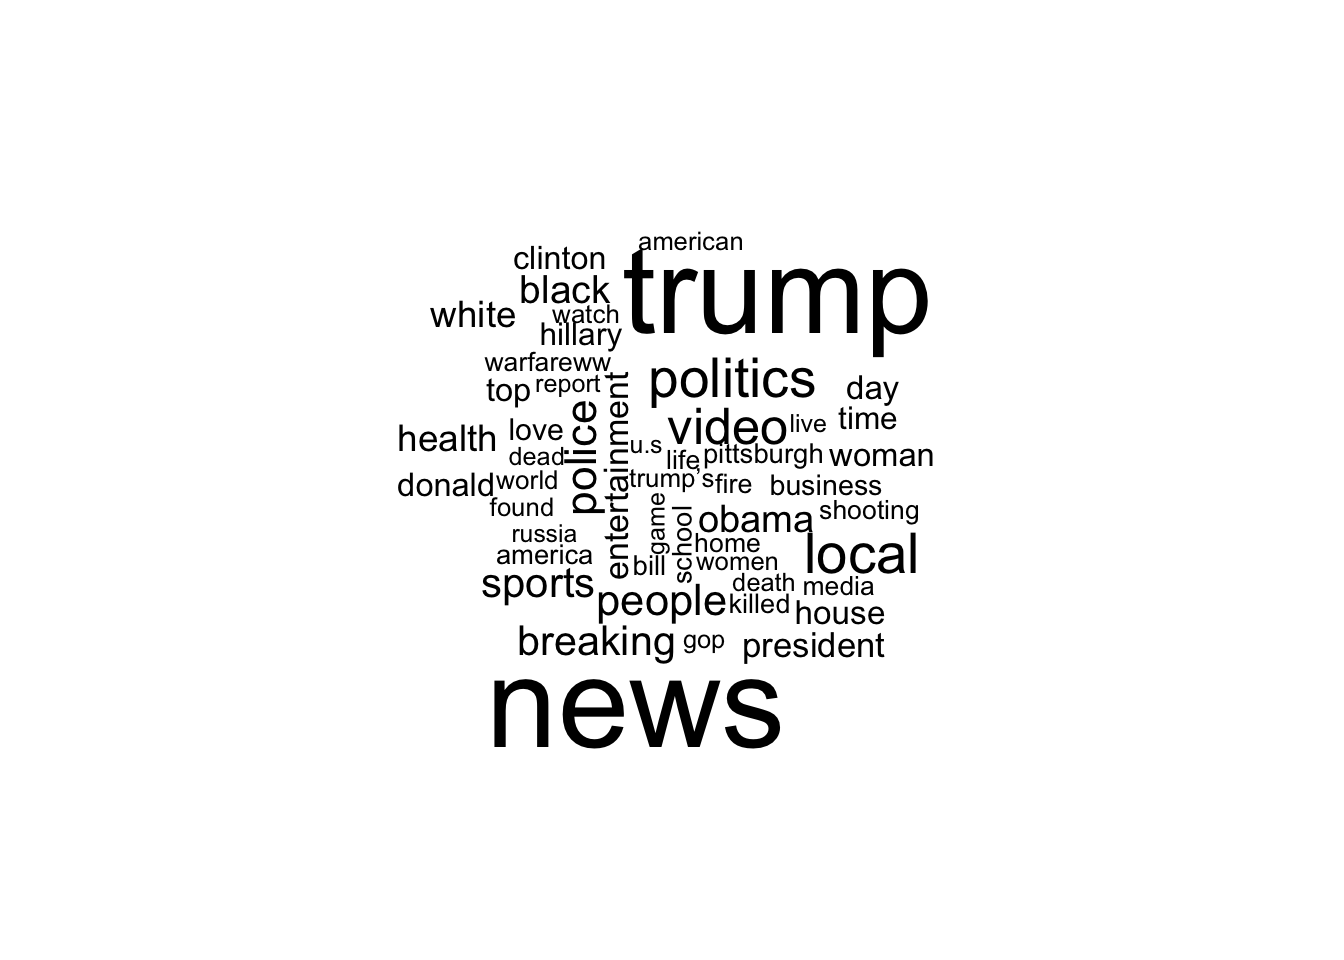 american
clinton
trump
black
white
watch
hillary
warfareww
politics
top
report
day
entertainment
police
video
live
time
health
love
u.s
dead
life
pittsburgh
woman
donald
world
trump's
fire
business
found
game
school
obama
shooting
russia
america
home
local
bill
women
sports
death
media
people
killed
house
breaking
gop
president
news